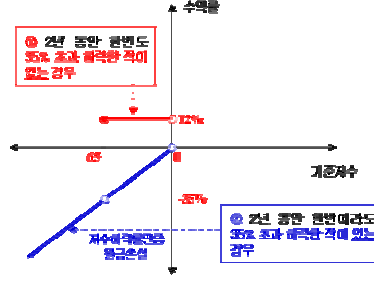 수익률
① 2년 동안 한번도
35% 초과 하락한 적이
있는 경우
12%
65
기준지수
-35%
② 2년 동안 한번이라도
35% 초과 하락한 적이 있는
경우
지수하락률만큼
원금손실